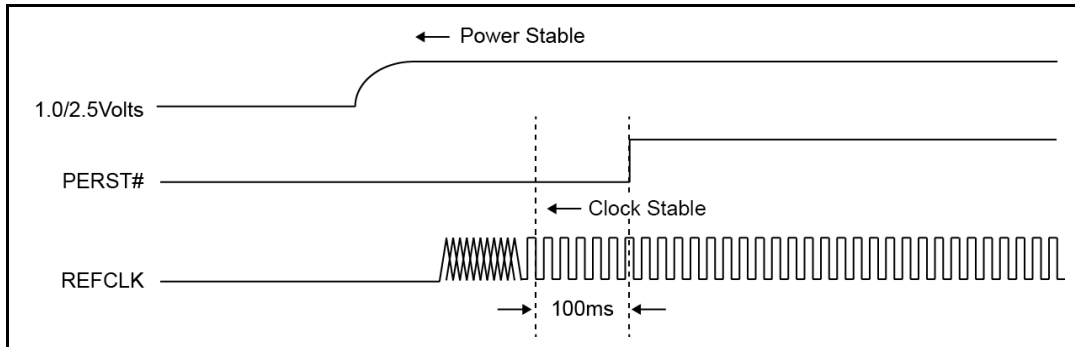 Power Stable
1.0/2.5Volts
PERST#
Clock Stable
REFCLK
100ms